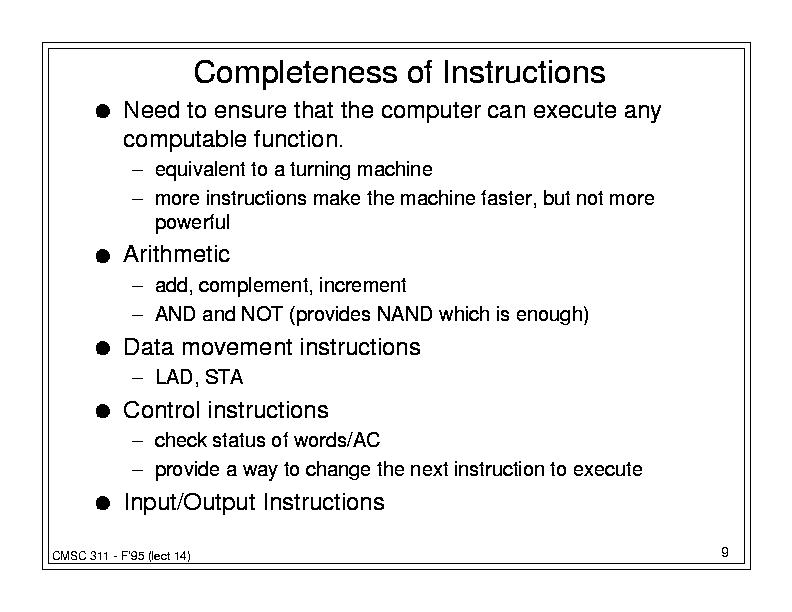 Completeness of Instructions
● Need to ensure that the computer can execute any
computable function.
– equivalent to a turning machine
– more instructions make the machine faster, but not more
powerful
● Arithmetic
– add, complement, increment
– AND and NOT (provides NAND which is enough)
● Data movement instructions
– LAD, STA
● Control instructions
– check status of words/AC
– provide a way to change the next instruction to execute
● Input/Output Instructions
CMSC 311 - F'95 (lect 14)
9